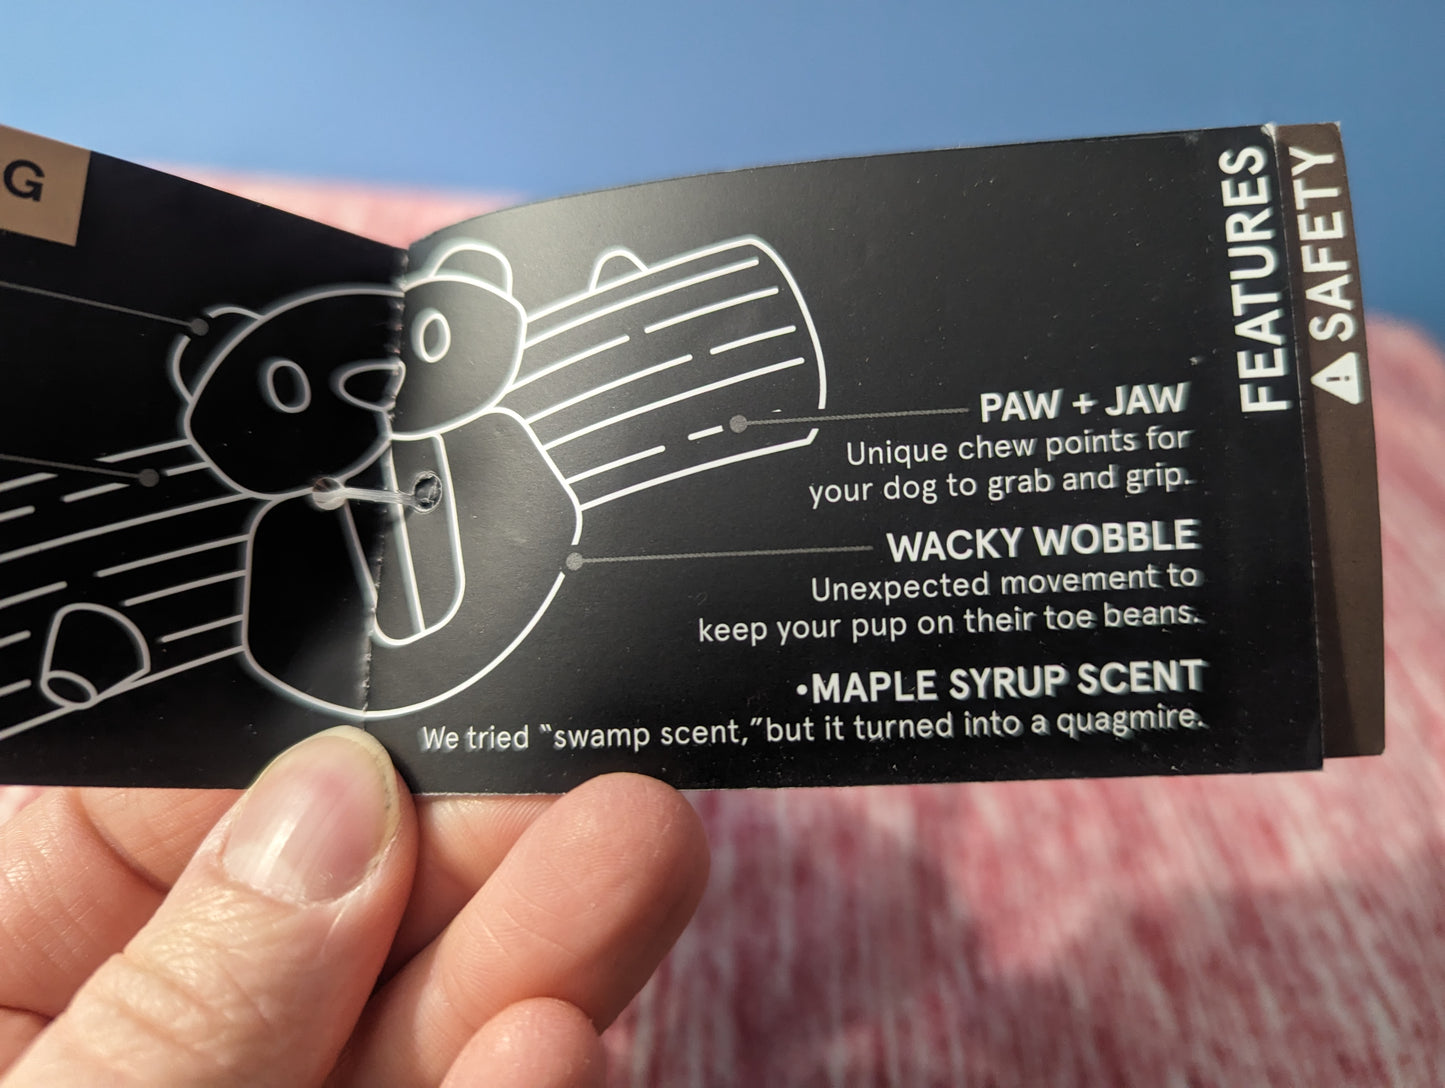 G
PAW + JAW
Unique chew points for
your dog to grab and grip.
WACKY WOBBLE
Unexpected movement to
keep your pup on their toe beans.
•MAPLE SYRUP SCENT
We tried “swamp scent,”but it turned into a quagmire.
FEATURES
⚠ SAFETY